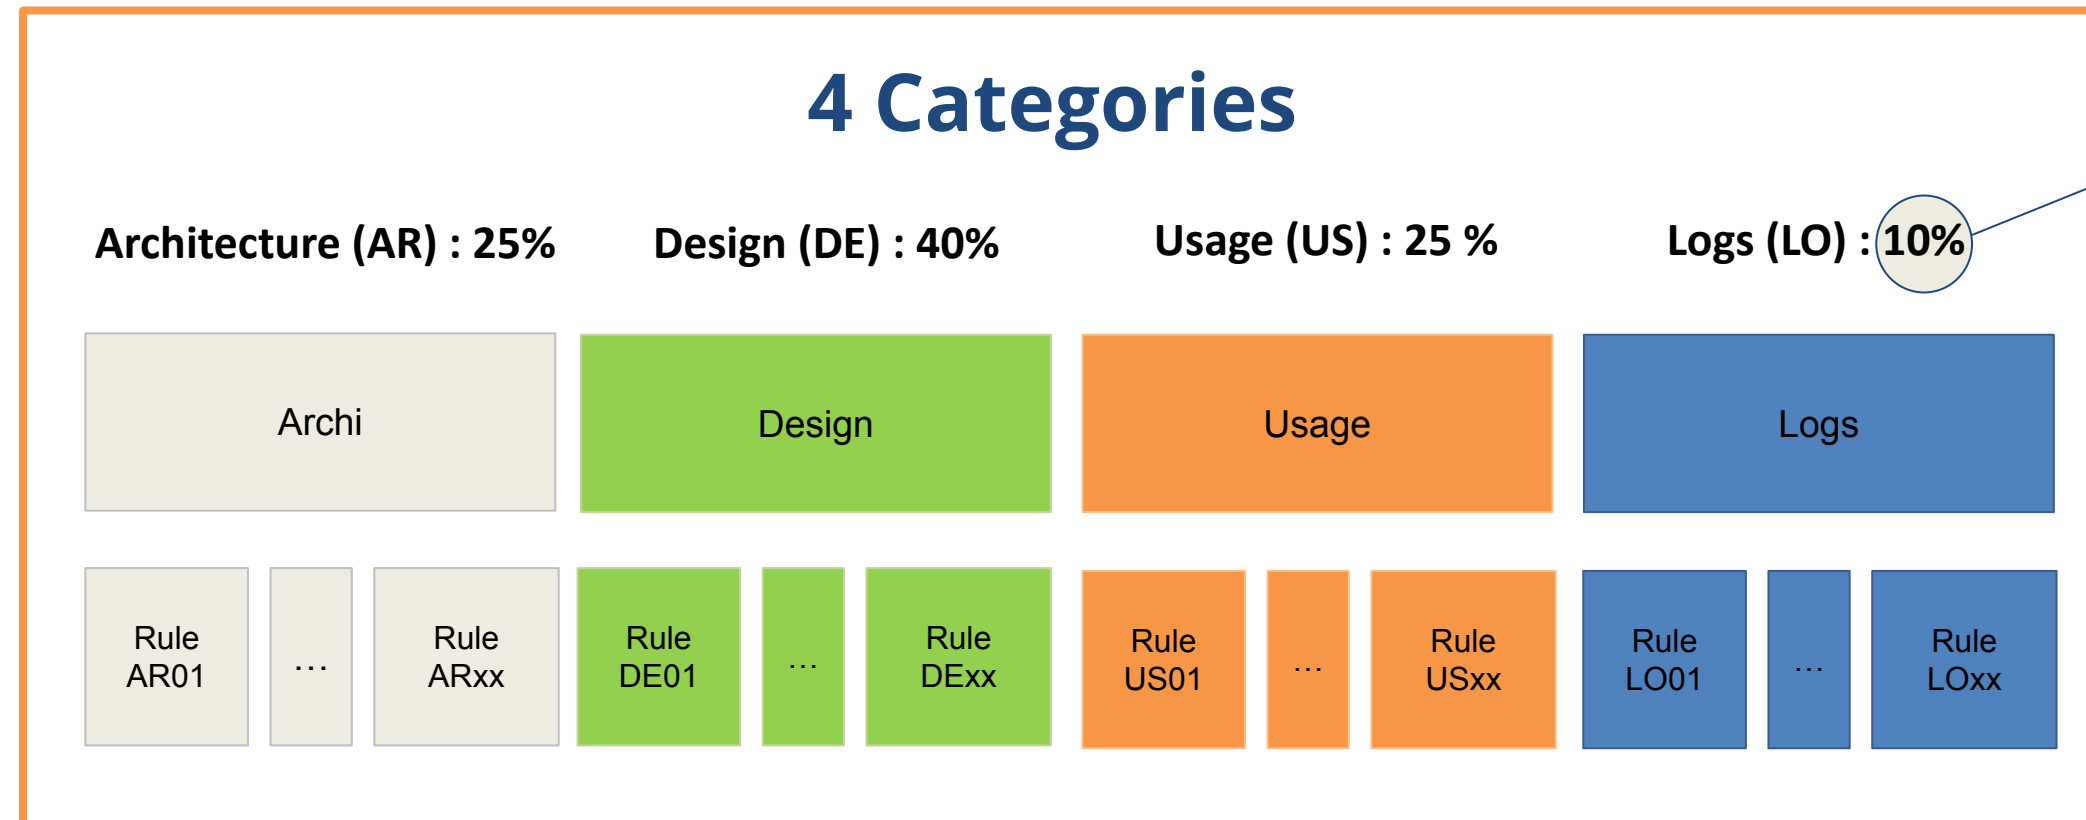 4 Categories
Architecture (AR) : 25%
Design (DE) : 40%
Usage (US) : 25 %
Logs (LO) : 10%
Archi
Design
Usage
Logs
Rule
AR01
...
Rule
ARxx
Rule
DE01
...
Rule
DExx
Rule
US01
...
Rule
USxx
Rule
LO01
...
Rule
LOxx